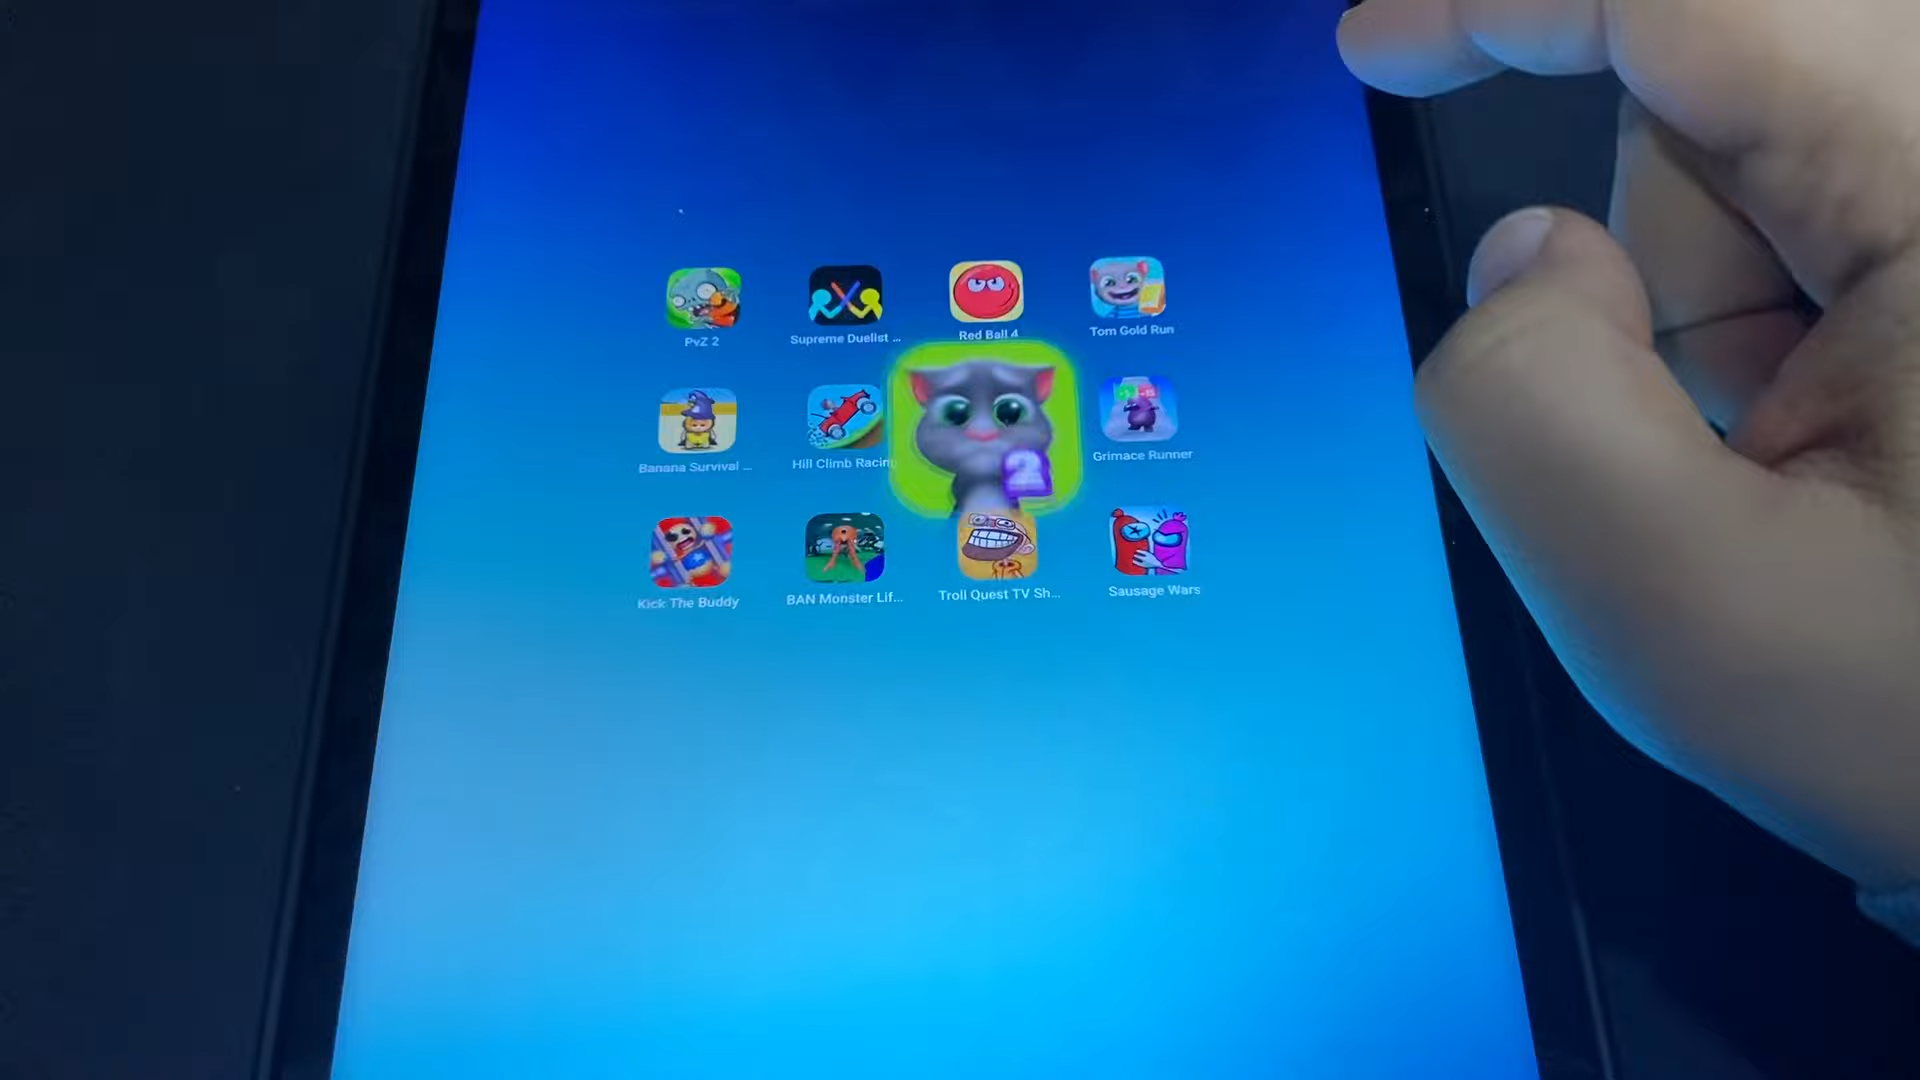 PvZ 2
Supreme Duelist ...
Red Ball 4
Tom Gold Run
2
Banana Survival ...
Hill Climb Racing
Grimace Runner
Kick The Buddy
BAN Monster Lif...
Troll Quest TV Sh...
Sausage Wars